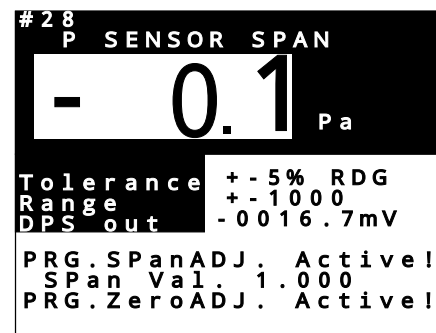 #28
P SENSOR SPAN
- 0.1 Pa
Tolerance +-5% RDG
Range +-1000
DPS out -0016.7mV
PRG.SPanADJ. Active!
SPan Val. 1.000
PRG.ZeroADJ. Active!